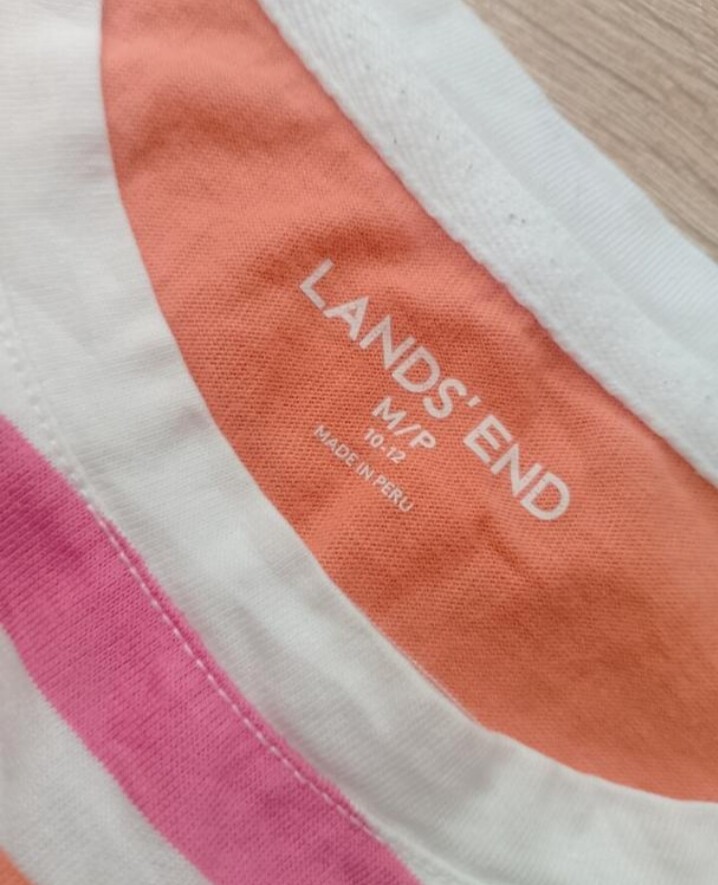 LANDS' END
M/P
10-12
MADE IN PERU